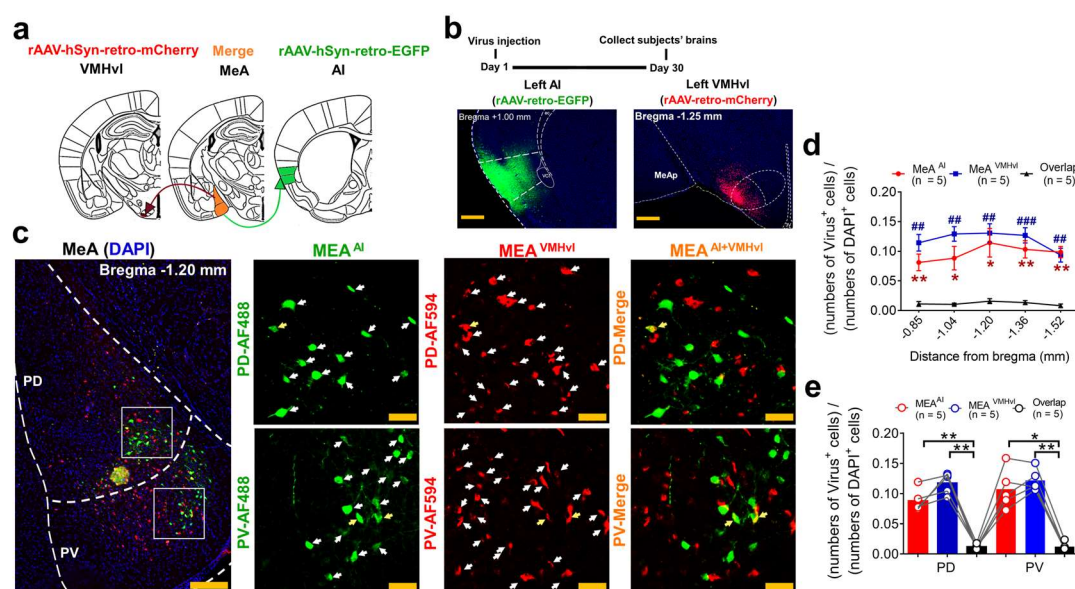 a
rAAV-hSyn-retro-mCherry
Merge
rAAV-hSyn-retro-EGFP
VMHvl
MeA
AI
b
Virus injection
Collect subjects' brains
Day 1
Day 30
Left AI
(rAAV-retro-EGFP)
Left VMHvl
(rAAV-retro-mCherry)
Bregma +1.00 mm
Bregma -1.25 mm
MeAp
c
MeA (DAPI)
Bregma -1.20 mm
PD
PV
MEA AI
MEA VMHvl
MEA AI+VMHvl
PD-AF488
PD-AF594
PD-Merge
PV-AF488
PV-AF594
PV-Merge
d
MeA AI
(n = 5)
MeA VMHvl
(n = 5)
Overlap
(n = 5)
(numbers of Virus+ cells) /
(numbers of DAPI+ cells)
0.20
0.15
0.10
0.05
0.00
## ## ## ### ##
** * * ** **
-0.85 -1.04 -1.20 -1.36 -1.52
Distance from bregma (mm)
e
MEA AI
(n = 5)
MEA VMHvl
(n = 5)
Overlap
(n = 5)
(numbers of Virus+ cells) /
(numbers of DAPI+ cells)
0.20
0.15
0.10
0.05
0.00
** *
** **
PD PV